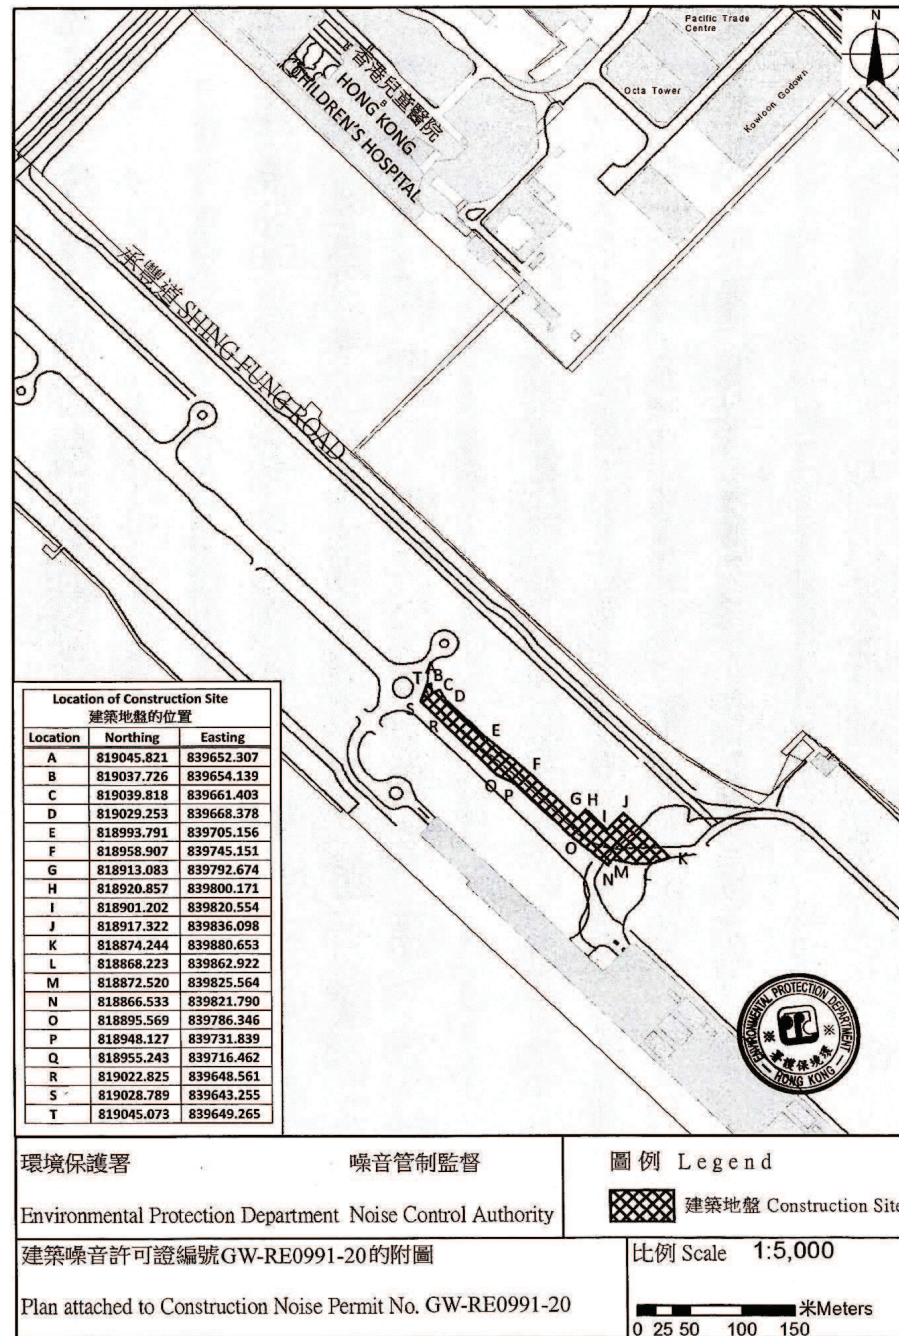 Pacific Trade
Centre
N
Octa Tower
Kowloon Godown
香港兒童醫院
HONG KONG
CHILDREN'S HOSPITAL
B
承豐道 SHING FUNG ROAD
T
A
B
C
D
S
R
E
F
Q
P
G
H
I
J
O
N
M
L
K
Location of Construction Site
建築地盤的位置
Location Northing Easting
A 819045.821 839652.307
B 819037.726 839654.139
C 819039.818 839661.403
D 819029.253 839668.378
E 818993.791 839705.156
F 818958.907 839745.151
G 818913.083 839792.674
H 818920.857 839800.171
I 818901.202 839820.554
J 818917.322 839836.098
K 818874.244 839880.653
L 818868.223 839862.922
M 818872.520 839825.564
N 818866.533 839821.790
O 818895.569 839786.346
P 818948.127 839731.839
Q 818955.243 839716.462
R 819022.825 839648.561
S 819028.789 839643.255
T 819045.073 839649.265
ENVIRONMENTAL PROTECTION DEPARTMENT
署護保境環
HONG KONG
環境保護署 噪音管制監督
Environmental Protection Department Noise Control Authority
圖例 Legend
建築地盤 Construction Site
建築噪音許可證編號GW-RE0991-20的附圖
Plan attached to Construction Noise Permit No. GW-RE0991-20
比例 Scale 1:5,000
米Meters
0 25 50 100 150